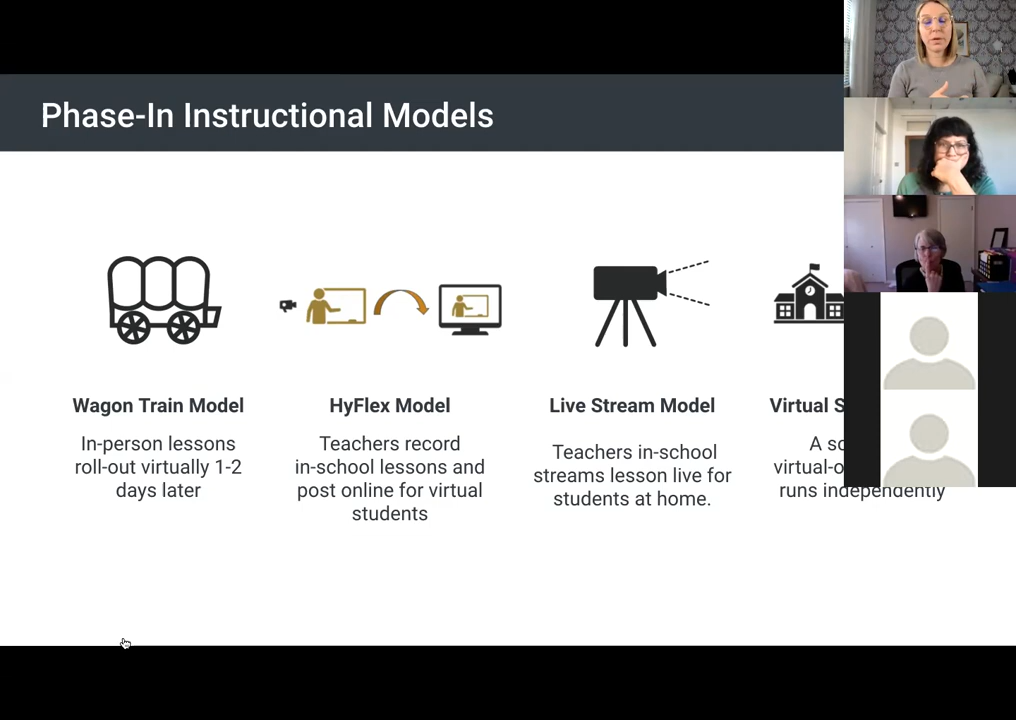 Phase-In Instructional Models
Wagon Train Model
In-person lessons
roll-out virtually 1-2
days later
HyFlex Model
Teachers record
in-school lessons and
post online for virtual
students
Live Stream Model
Teachers in-school
streams lesson live for
students at home.
Virtual
A
runs independently